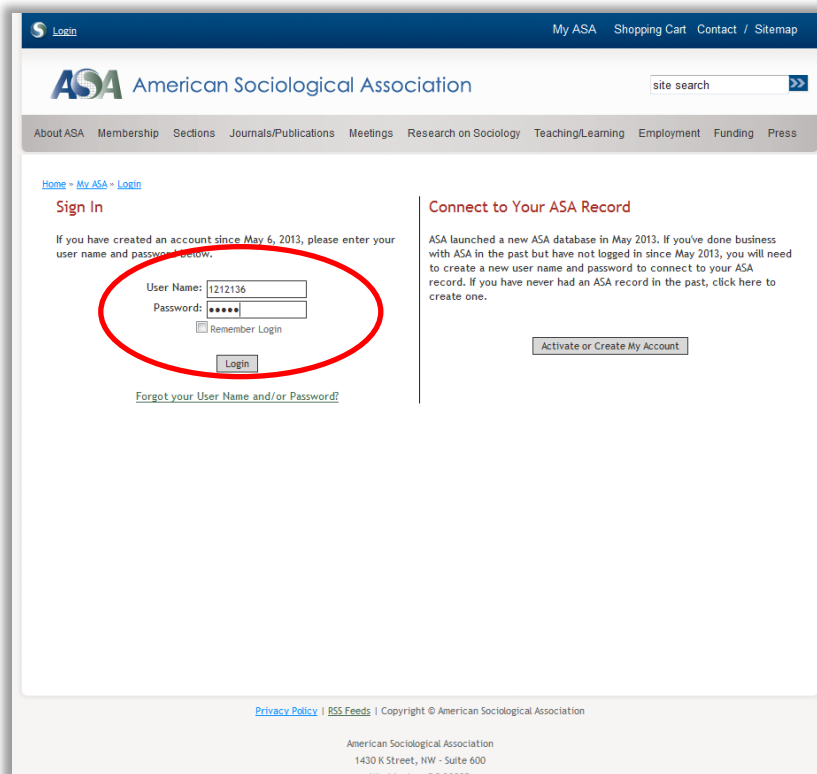 Login
My ASA Shopping Cart Contact / Sitemap
ASA American Sociological Association
site search
About ASA Membership Sections Journals/Publications Meetings Research on Sociology Teaching/Learning Employment Funding Press
Home » My ASA » Login
Sign In
If you have created an account since May 6, 2013, please enter your
user name and password below.
User Name: 1212136
Password: •••••
Remember Login
Login
Forgot your User Name and/or Password?
Connect to Your ASA Record
ASA launched a new ASA database in May 2013. If you've done business
with ASA in the past but have not logged in since May 2013, you will need
to create a new user name and password to connect to your ASA
record. If you have never had an ASA record in the past, click here to
create one.
Activate or Create My Account
Privacy Policy | RSS Feeds | Copyright © American Sociological Association
American Sociological Association
1430 K Street, NW - Suite 600